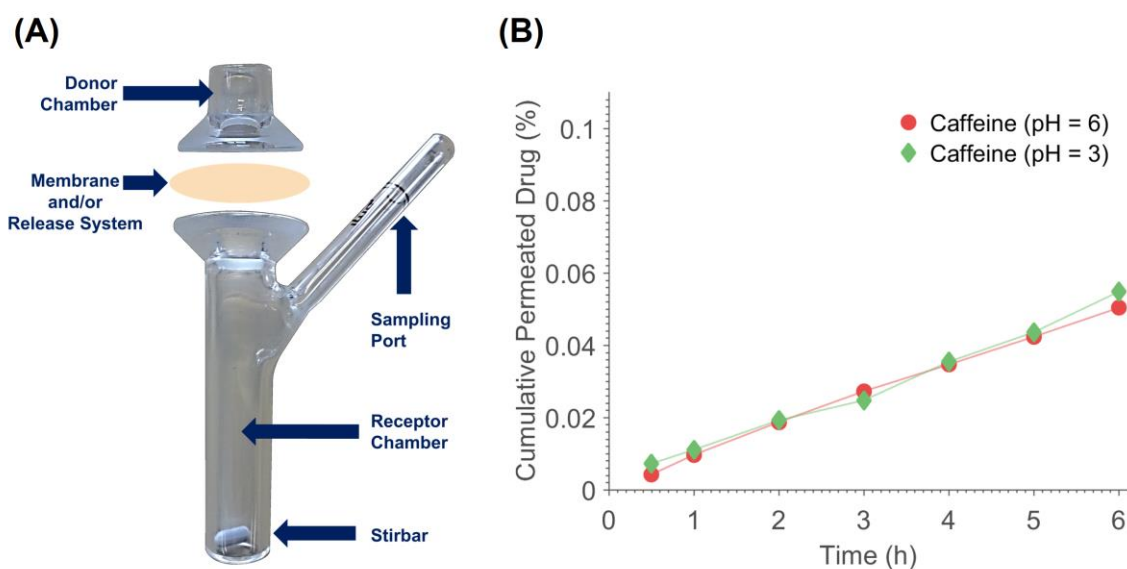 (A)
Donor
Chamber
Membrane
and/or
Release System
Sampling
Port
Receptor
Chamber
Stirbar
(B)
Cumulative Permeated Drug (%)
0.1
0.08
0.06
0.04
0.02
0
Caffeine (pH = 6)
Caffeine (pH = 3)
0 1 2 3 4 5 6
Time (h)